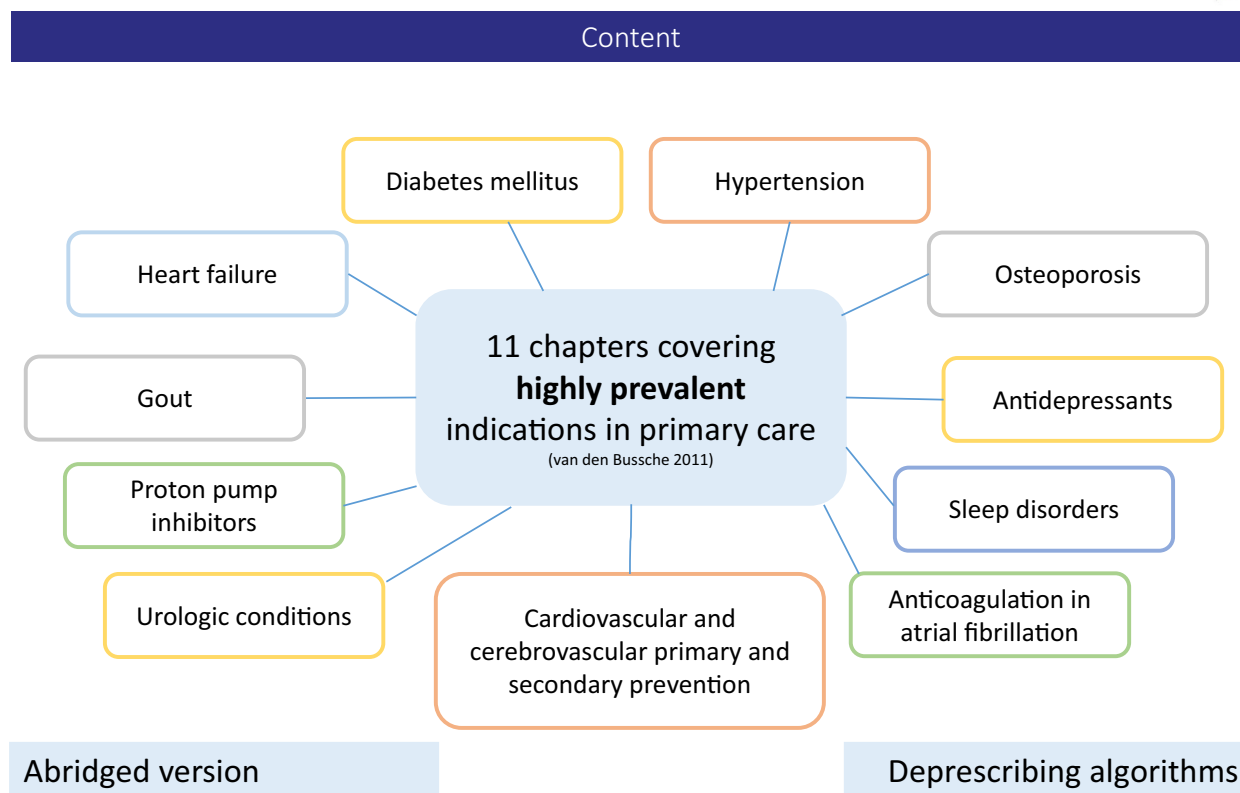 Content
Diabetes mellitus
Hypertension
Heart failure
Osteoporosis
11 chapters covering
highly prevalent
indications in primary care
(van den Bussche 2011)
Gout
Antidepressants
Proton pump
inhibitors
Sleep disorders
Urologic conditions
Cardiovascular and
cerebrovascular primary and
secondary prevention
Anticoagulation in
atrial fibrillation
Abridged version
Deprescribing algorithms